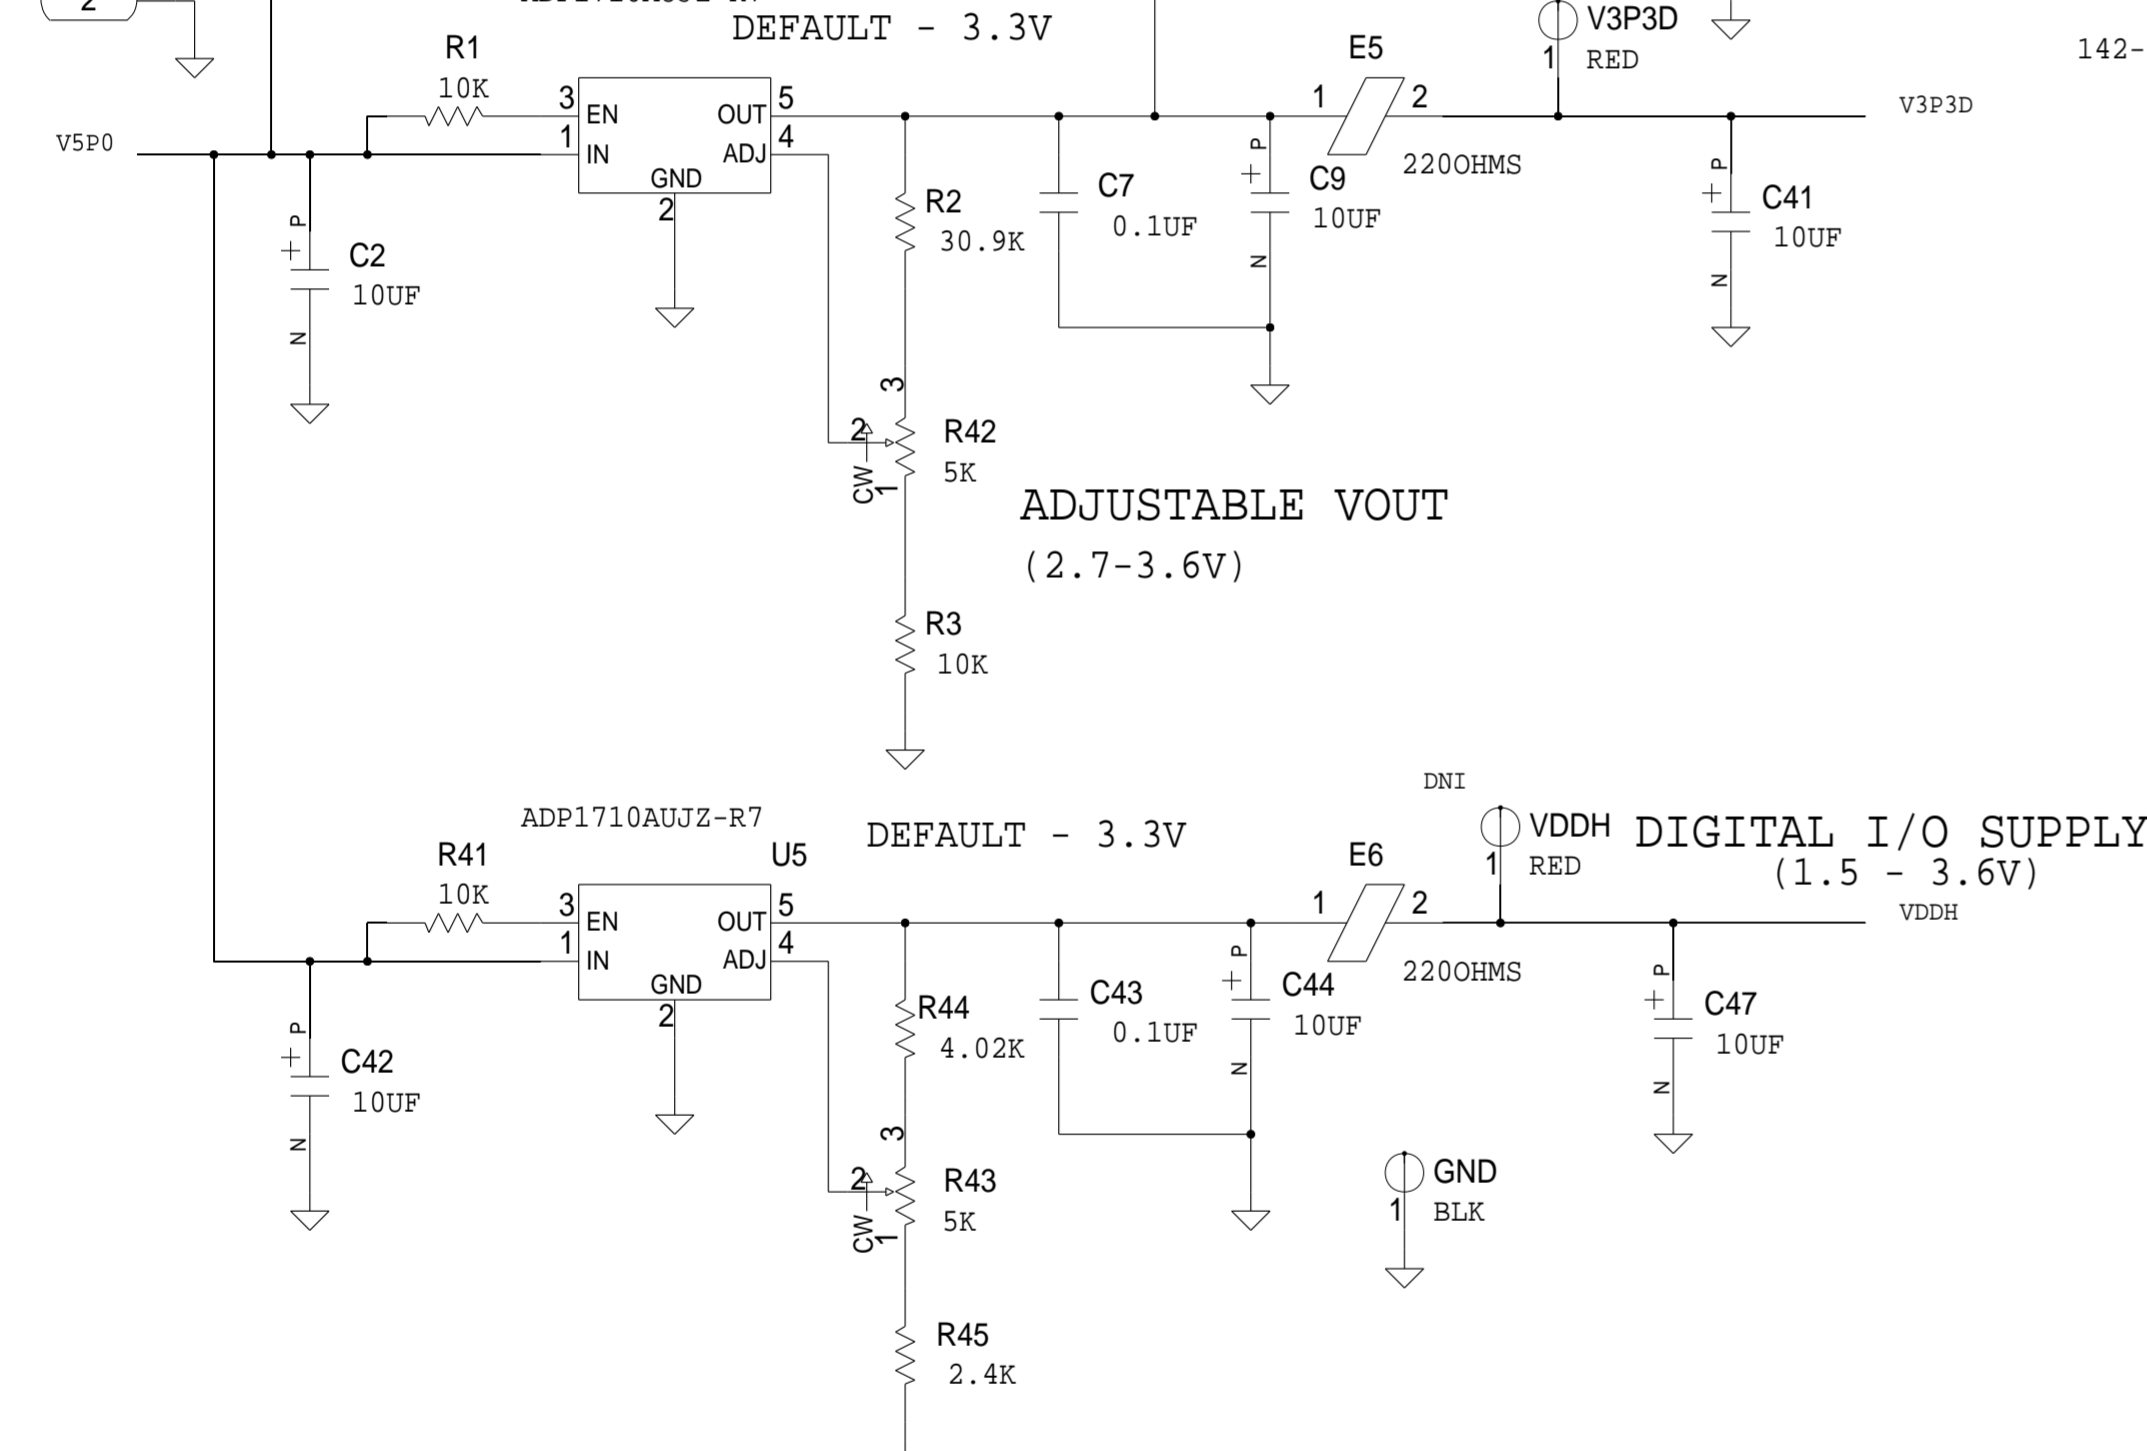 2
DEFAULT - 3.3V
V3P3D
1
RED
142-
R1
10K
E5
3
EN
OUT
5
1
2
V3P3D
V5P0
1
IN
ADJ
4
GND
2
220OHMS
P
+
C2
10UF
N
R2
30.9K
C7
0.1UF
P
+
C9
10UF
N
P
+
C41
10UF
N
3
2
CW
1
R42
5K
ADJUSTABLE VOUT
(2.7-3.6V)
R3
10K
DNI
ADP1710AUJZ-R7
DEFAULT - 3.3V
VDDH
1
RED
DIGITAL I/O SUPPLY
(1.5 - 3.6V)
R41
10K
U5
E6
3
EN
OUT
5
1
2
VDDH
1
IN
ADJ
4
GND
2
220OHMS
P
+
C42
10UF
N
R44
4.02K
C43
0.1UF
P
+
C44
10UF
N
P
+
C47
10UF
N
3
2
CW
1
R43
5K
GND
1
BLK
R45
2.4K